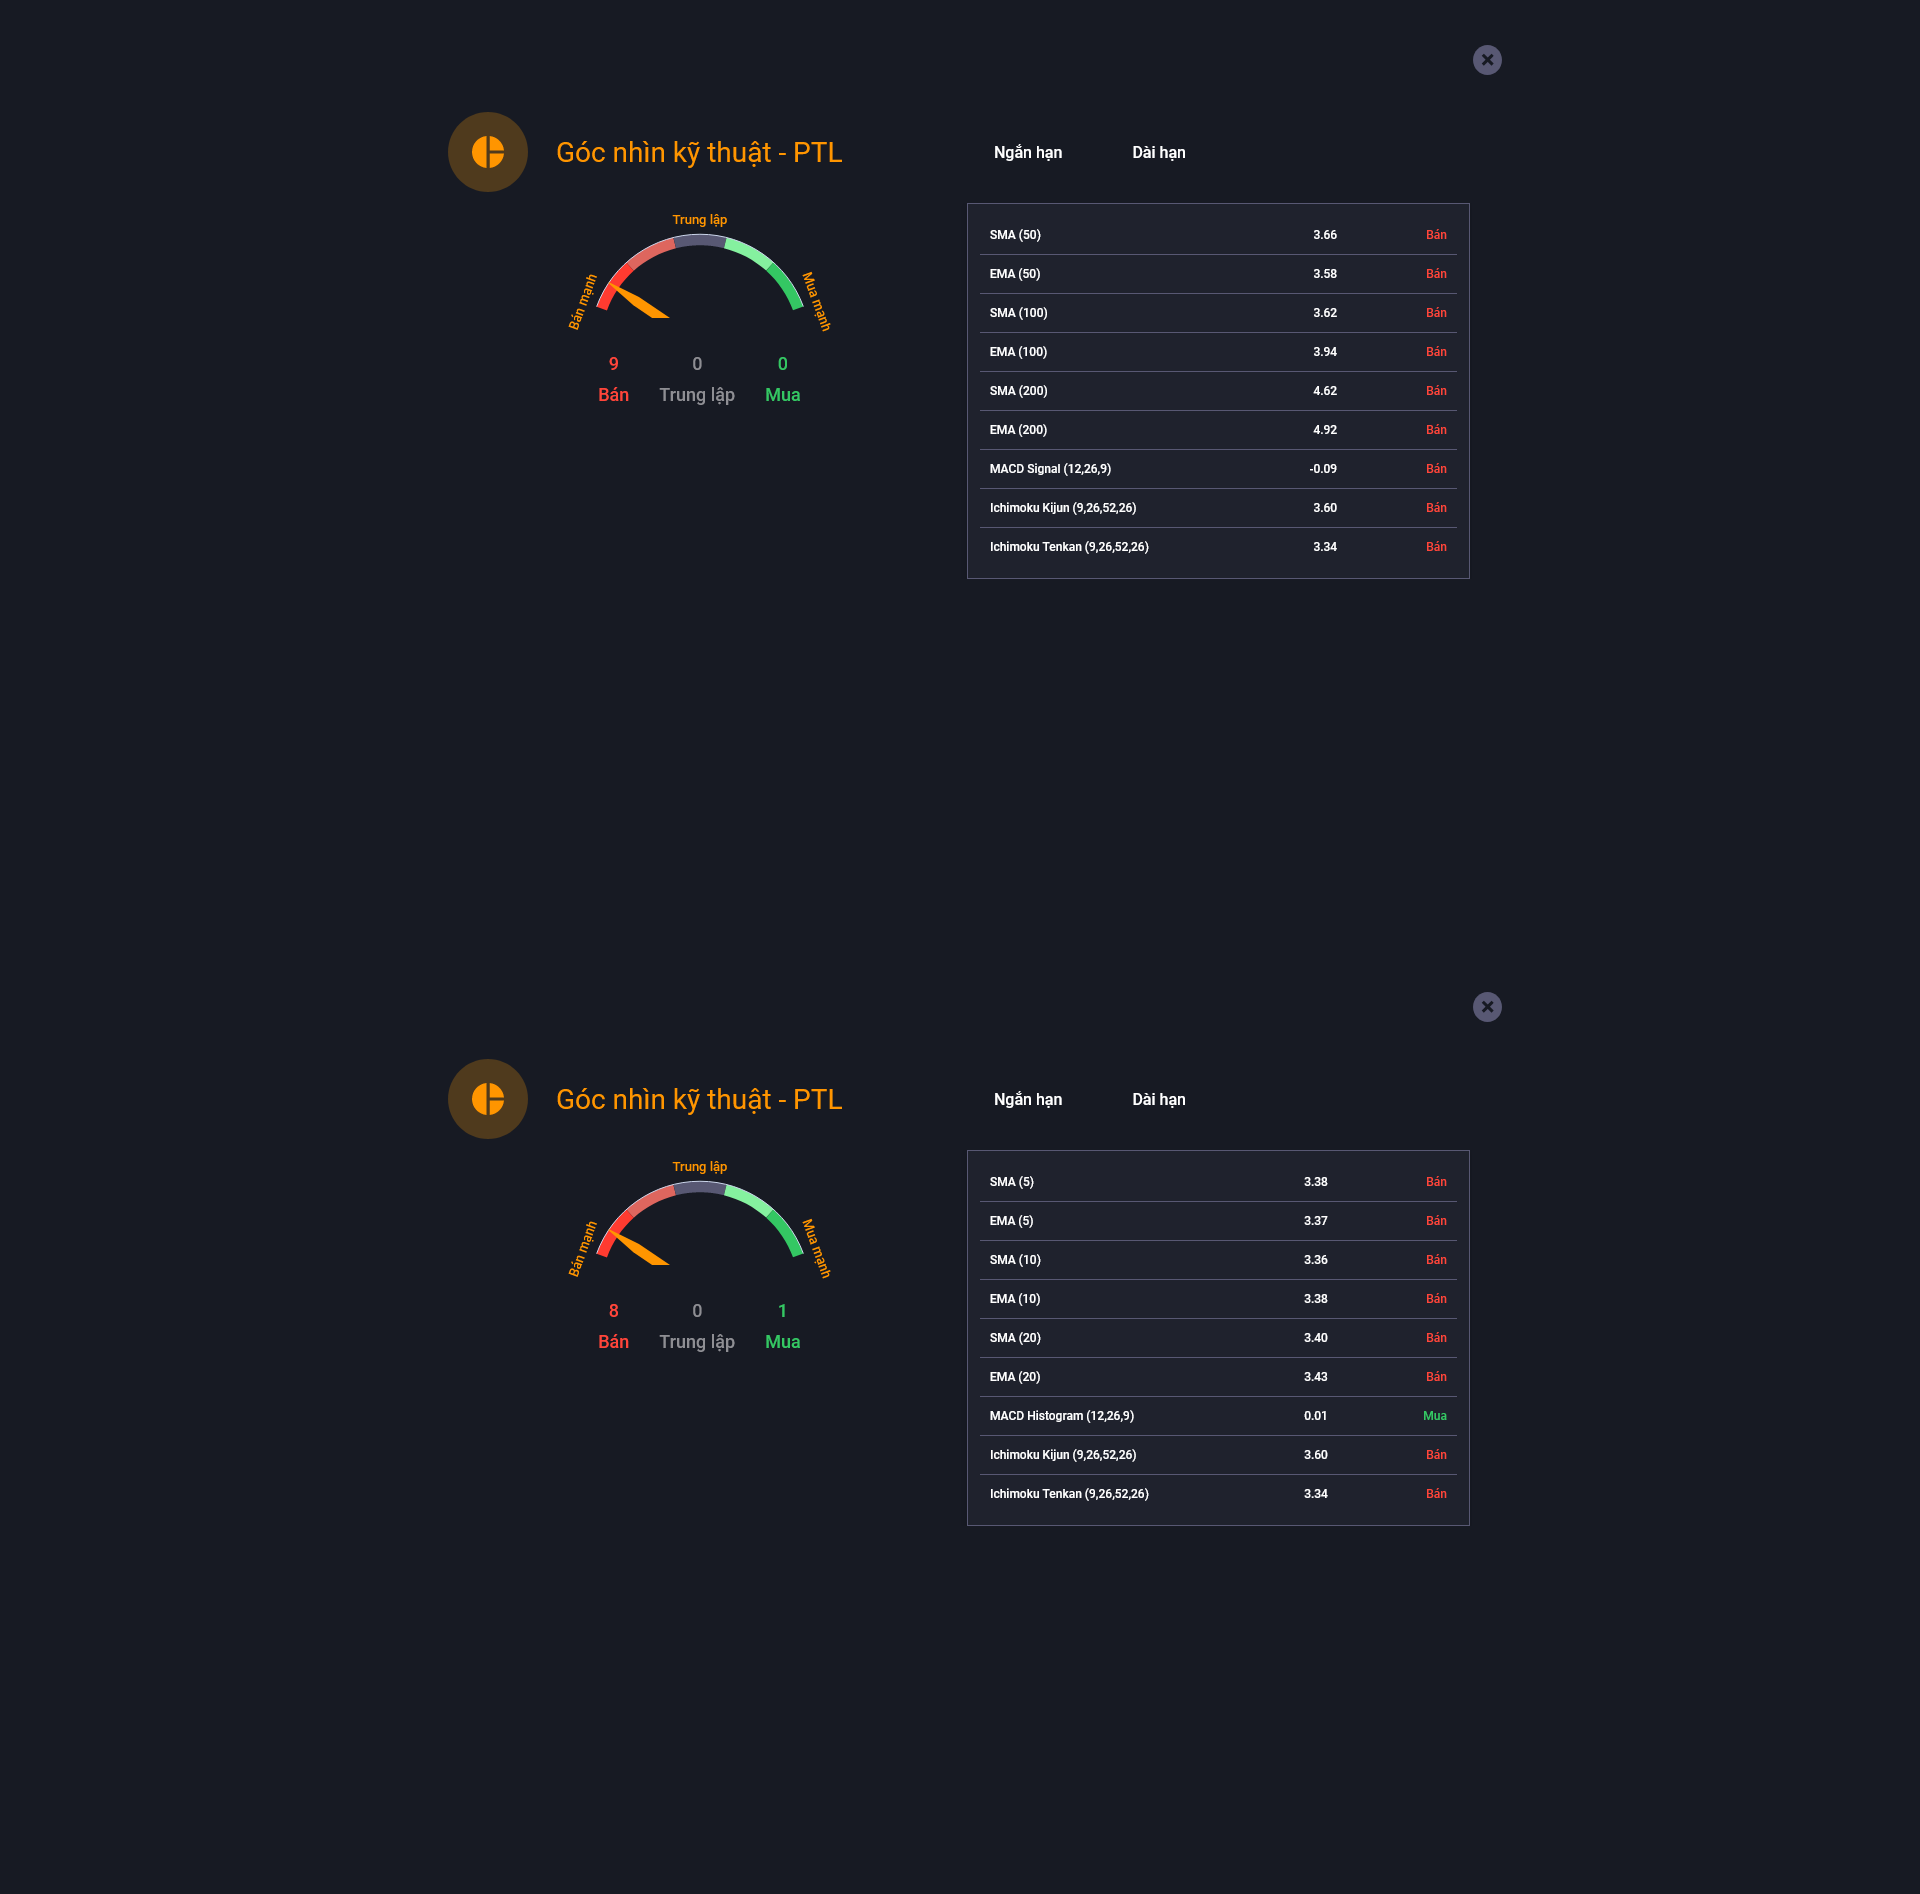 Góc nhìn kỹ thuật - PTL
Ngắn hạn Dài hạn
Trung lập
Bán mạnh
Mua mạnh
9 0 0
Bán Trung lập Mua
SMA (50) 3.66 Bán
EMA (50) 3.58 Bán
SMA (100) 3.62 Bán
EMA (100) 3.94 Bán
SMA (200) 4.62 Bán
EMA (200) 4.92 Bán
MACD Signal (12,26,9) -0.09 Bán
Ichimoku Kijun (9,26,52,26) 3.60 Bán
Ichimoku Tenkan (9,26,52,26) 3.34 Bán
Góc nhìn kỹ thuật - PTL
Ngắn hạn Dài hạn
Trung lập
Bán mạnh
Mua mạnh
8 0 1
Bán Trung lập Mua
SMA (5) 3.38 Bán
EMA (5) 3.37 Bán
SMA (10) 3.36 Bán
EMA (10) 3.38 Bán
SMA (20) 3.40 Bán
EMA (20) 3.43 Bán
MACD Histogram (12,26,9) 0.01 Mua
Ichimoku Kijun (9,26,52,26) 3.60 Bán
Ichimoku Tenkan (9,26,52,26) 3.34 Bán